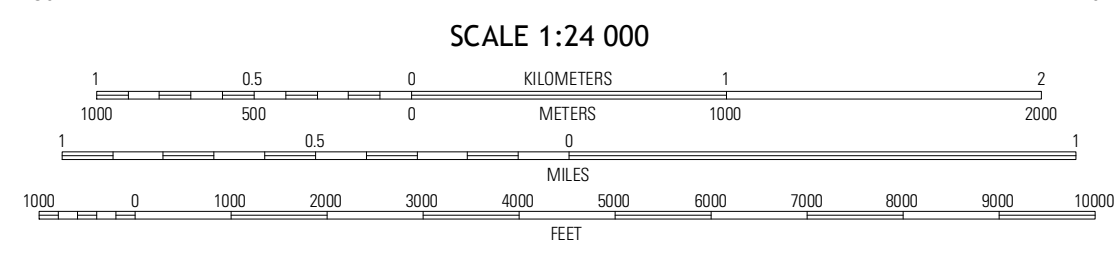 SCALE 1:24 000
1 0.5 0 KILOMETERS 1 2
1000 500 0 METERS 1000 2000
1 0.5 0 1
MILES
1000 0 1000 2000 3000 4000 5000 6000 7000 8000 9000 10000
FEET